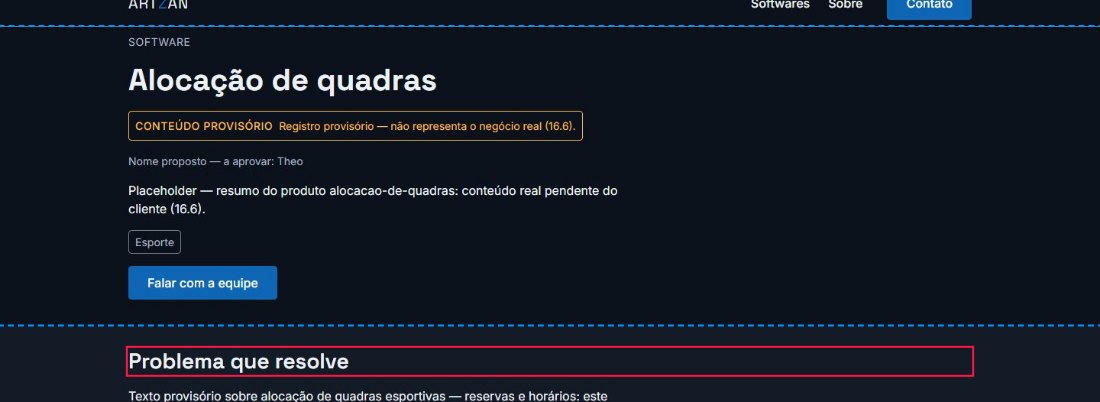 ARTZAN
Softwares Sobre Contato
SOFTWARE
Alocação de quadras
CONTEÚDO PROVISÓRIO Registro provisório — não representa o negócio real (16.6).
Nome proposto — a aprovar: Theo
Placeholder — resumo do produto alocacao-de-quadras: conteúdo real pendente do
cliente (16.6).
Esporte
Falar com a equipe
Problema que resolve
Texto provisório sobre alocação de quadras esportivas — reservas e horários: este